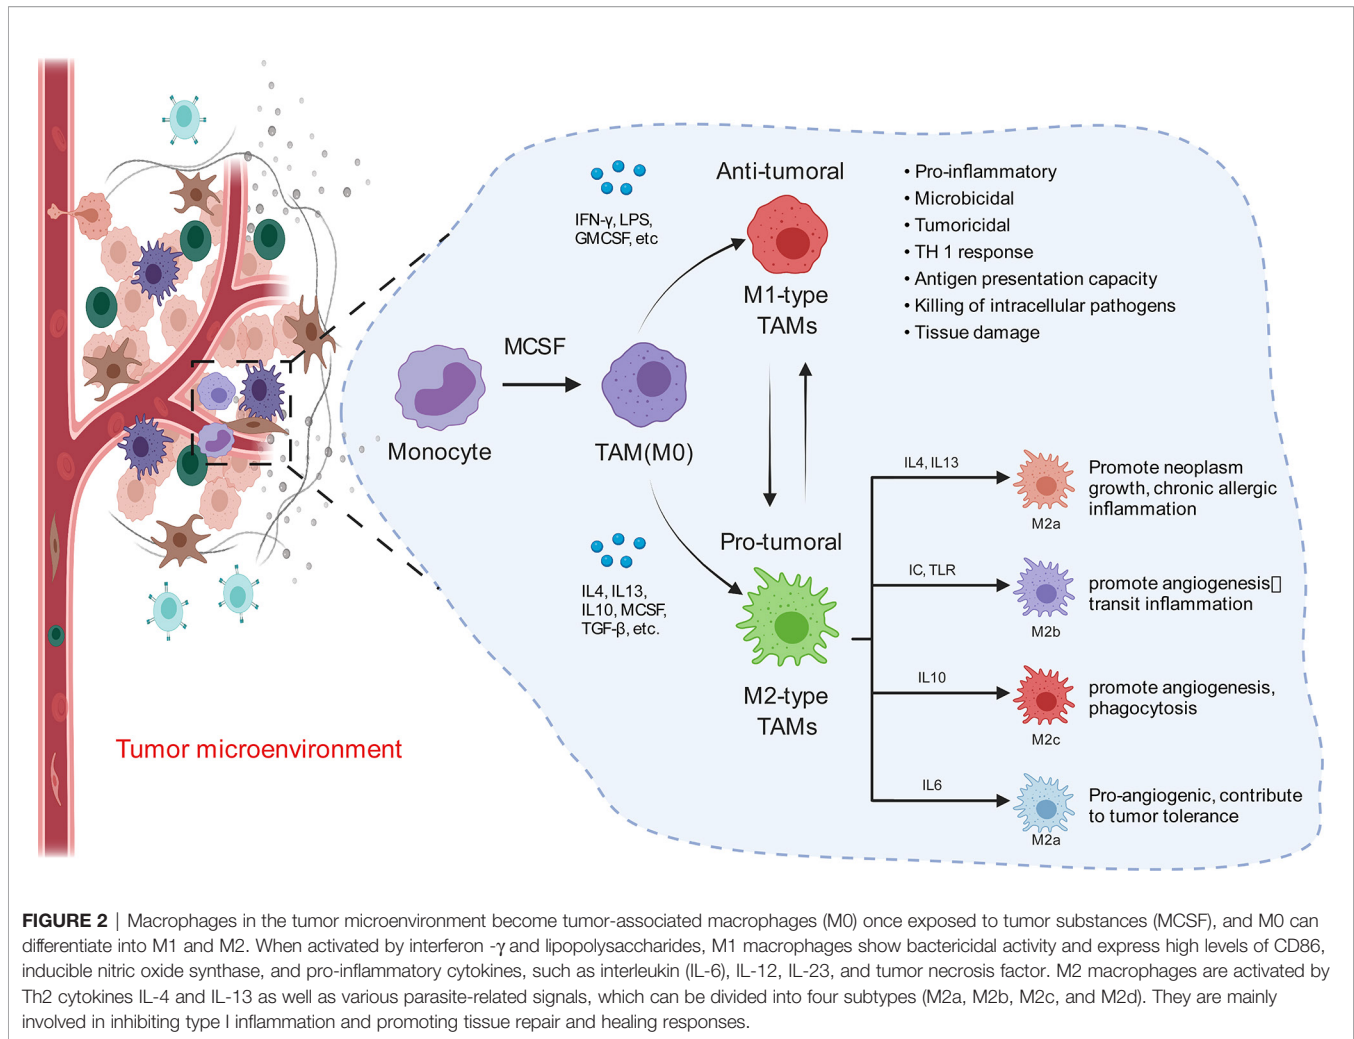 Anti-tumoral
IFN-γ, LPS,
GMCSF, etc
M1-type
TAMs
• Pro-inflammatory
• Microbicidal
• Tumoricidal
• TH 1 response
• Antigen presentation capacity
• Killing of intracellular pathogens
• Tissue damage
MCSF
Monocyte
TAM(M0)
IL4, IL13,
IL10, MCSF,
TGF-β, etc.
Pro-tumoral
M2-type
TAMs
IL4, IL13
M2a
Promote neoplasm
growth, chronic allergic
inflammation
IC, TLR
M2b
promote angiogenesis▯
transit inflammation
IL10
M2c
promote angiogenesis,
phagocytosis
IL6
M2a
Pro-angiogenic, contribute
to tumor tolerance
Tumor microenvironment
FIGURE 2 | Macrophages in the tumor microenvironment become tumor-associated macrophages (M0) once exposed to tumor substances (MCSF), and M0 can
differentiate into M1 and M2. When activated by interferon -γ and lipopolysaccharides, M1 macrophages show bactericidal activity and express high levels of CD86,
inducible nitric oxide synthase, and pro-inflammatory cytokines, such as interleukin (IL-6), IL-12, IL-23, and tumor necrosis factor. M2 macrophages are activated by
Th2 cytokines IL-4 and IL-13 as well as various parasite-related signals, which can be divided into four subtypes (M2a, M2b, M2c, and M2d). They are mainly
involved in inhibiting type I inflammation and promoting tissue repair and healing responses.